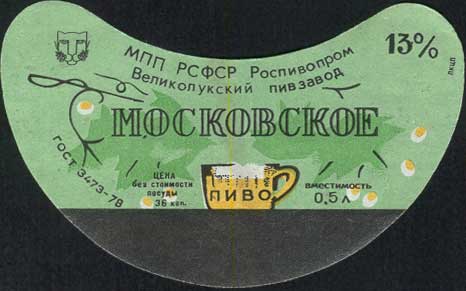 МПП РСФСР Роспивопром
Великолукский пивзавод
13%
МОСКОВСКОЕ
ГОСТ 3473-78
ЦЕНА
без стоимости
посуды
36 коп.
ПИВО
вместимость
0,5 л